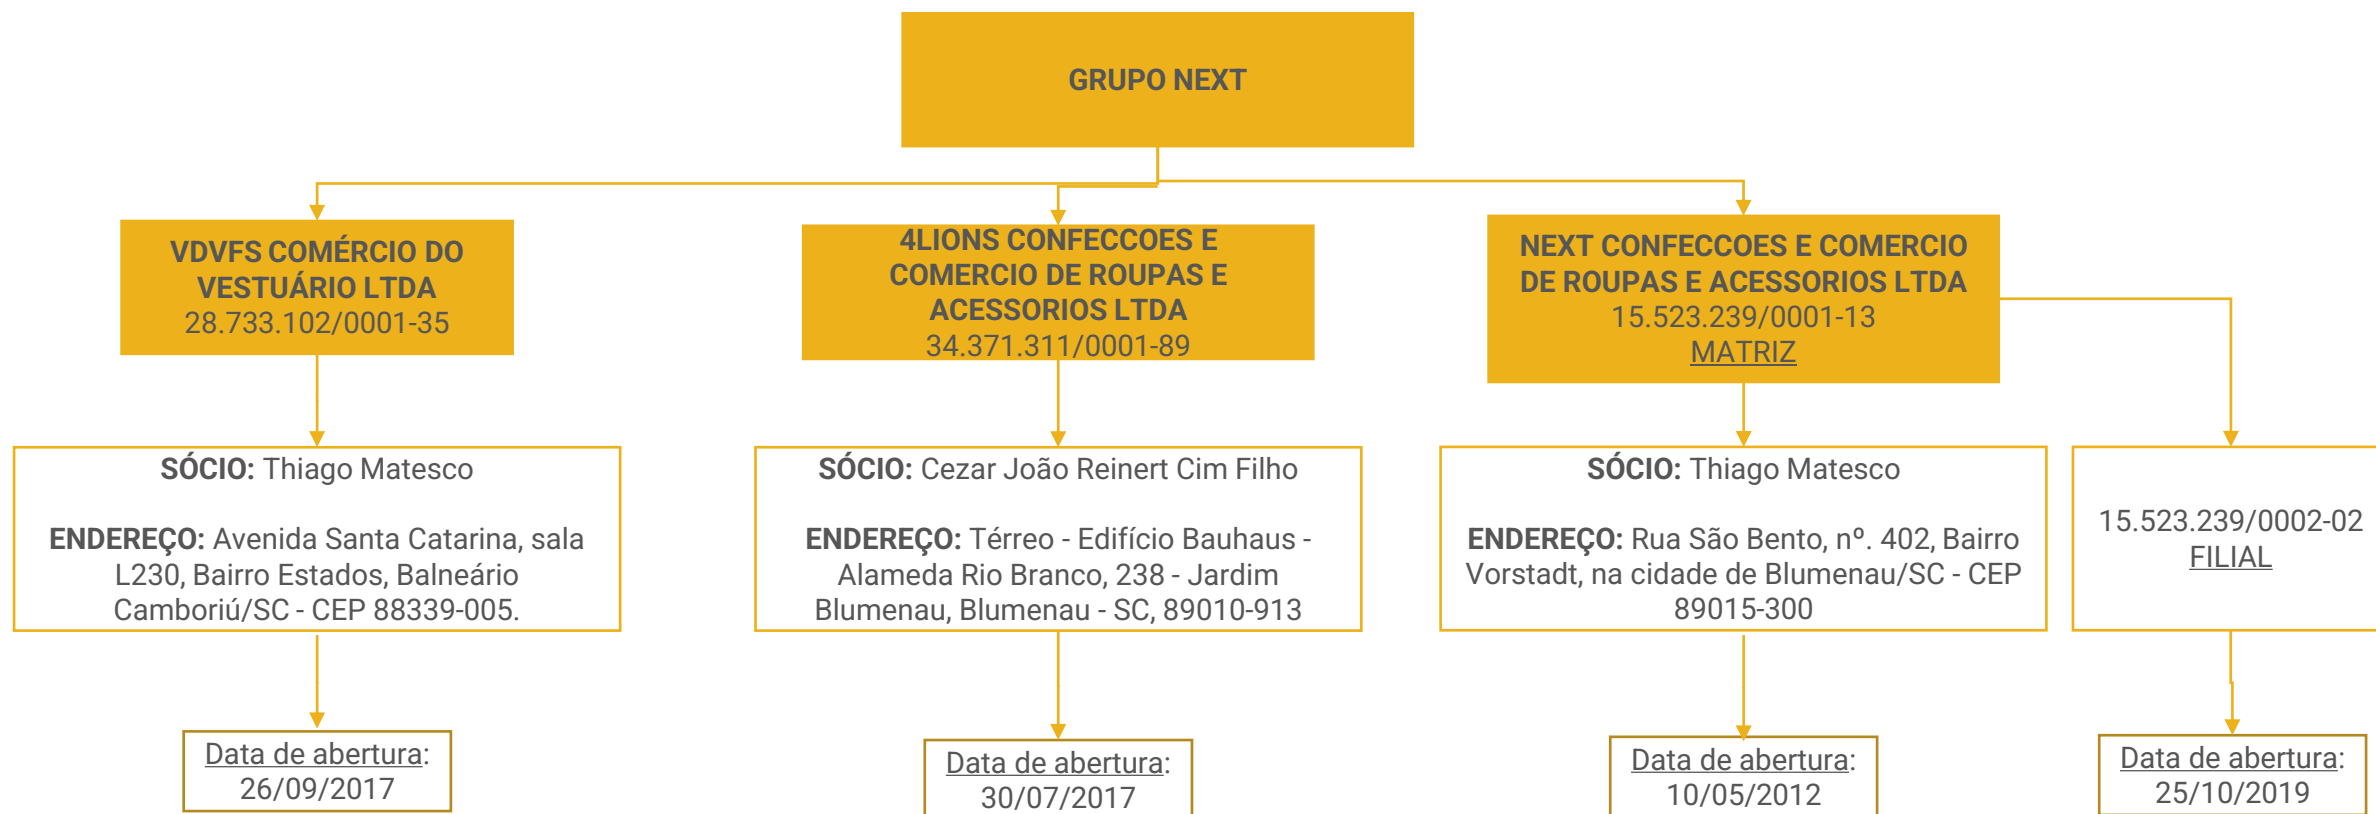 GRUPO NEXT
VDVFS COMÉRCIO DO
VESTUÁRIO LTDA
28.733.102/0001-35
4LIONS CONFECCOES E
COMERCIO DE ROUPAS E
ACESSORIOS LTDA
34.371.311/0001-89
NEXT CONFECCOES E COMERCIO
DE ROUPAS E ACESSORIOS LTDA
15.523.239/0001-13
MATRIZ
SÓCIO: Thiago Matesco
ENDEREÇO: Avenida Santa Catarina, sala
L230, Bairro Estados, Balneário
Camboriú/SC - CEP 88339-005.
SÓCIO: Cezar João Reinert Cim Filho
ENDEREÇO: Térreo - Edifício Bauhaus -
Alameda Rio Branco, 238 - Jardim
Blumenau, Blumenau - SC, 89010-913
SÓCIO: Thiago Matesco
ENDEREÇO: Rua São Bento, nº. 402, Bairro
Vorstadt, na cidade de Blumenau/SC - CEP
89015-300
15.523.239/0002-02
FILIAL
Data de abertura:
26/09/2017
Data de abertura:
30/07/2017
Data de abertura:
10/05/2012
Data de abertura:
25/10/2019